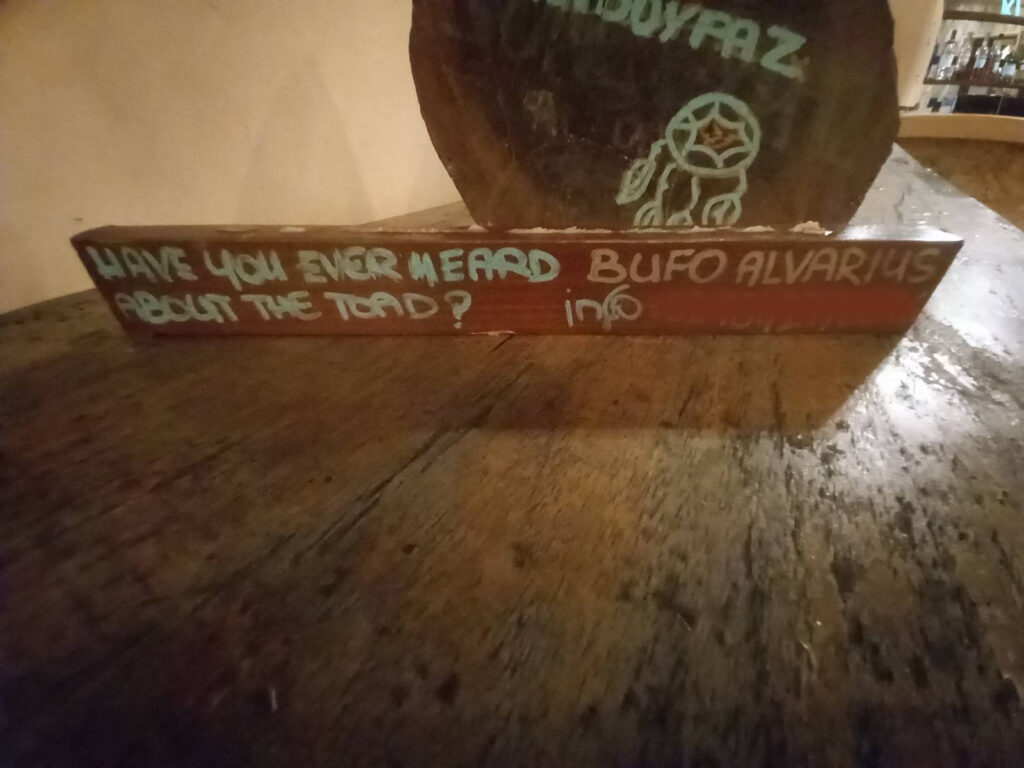 HAVE YOU EVER HEARD BUFO ALVARIUS
ABOUT THE TOAD? info